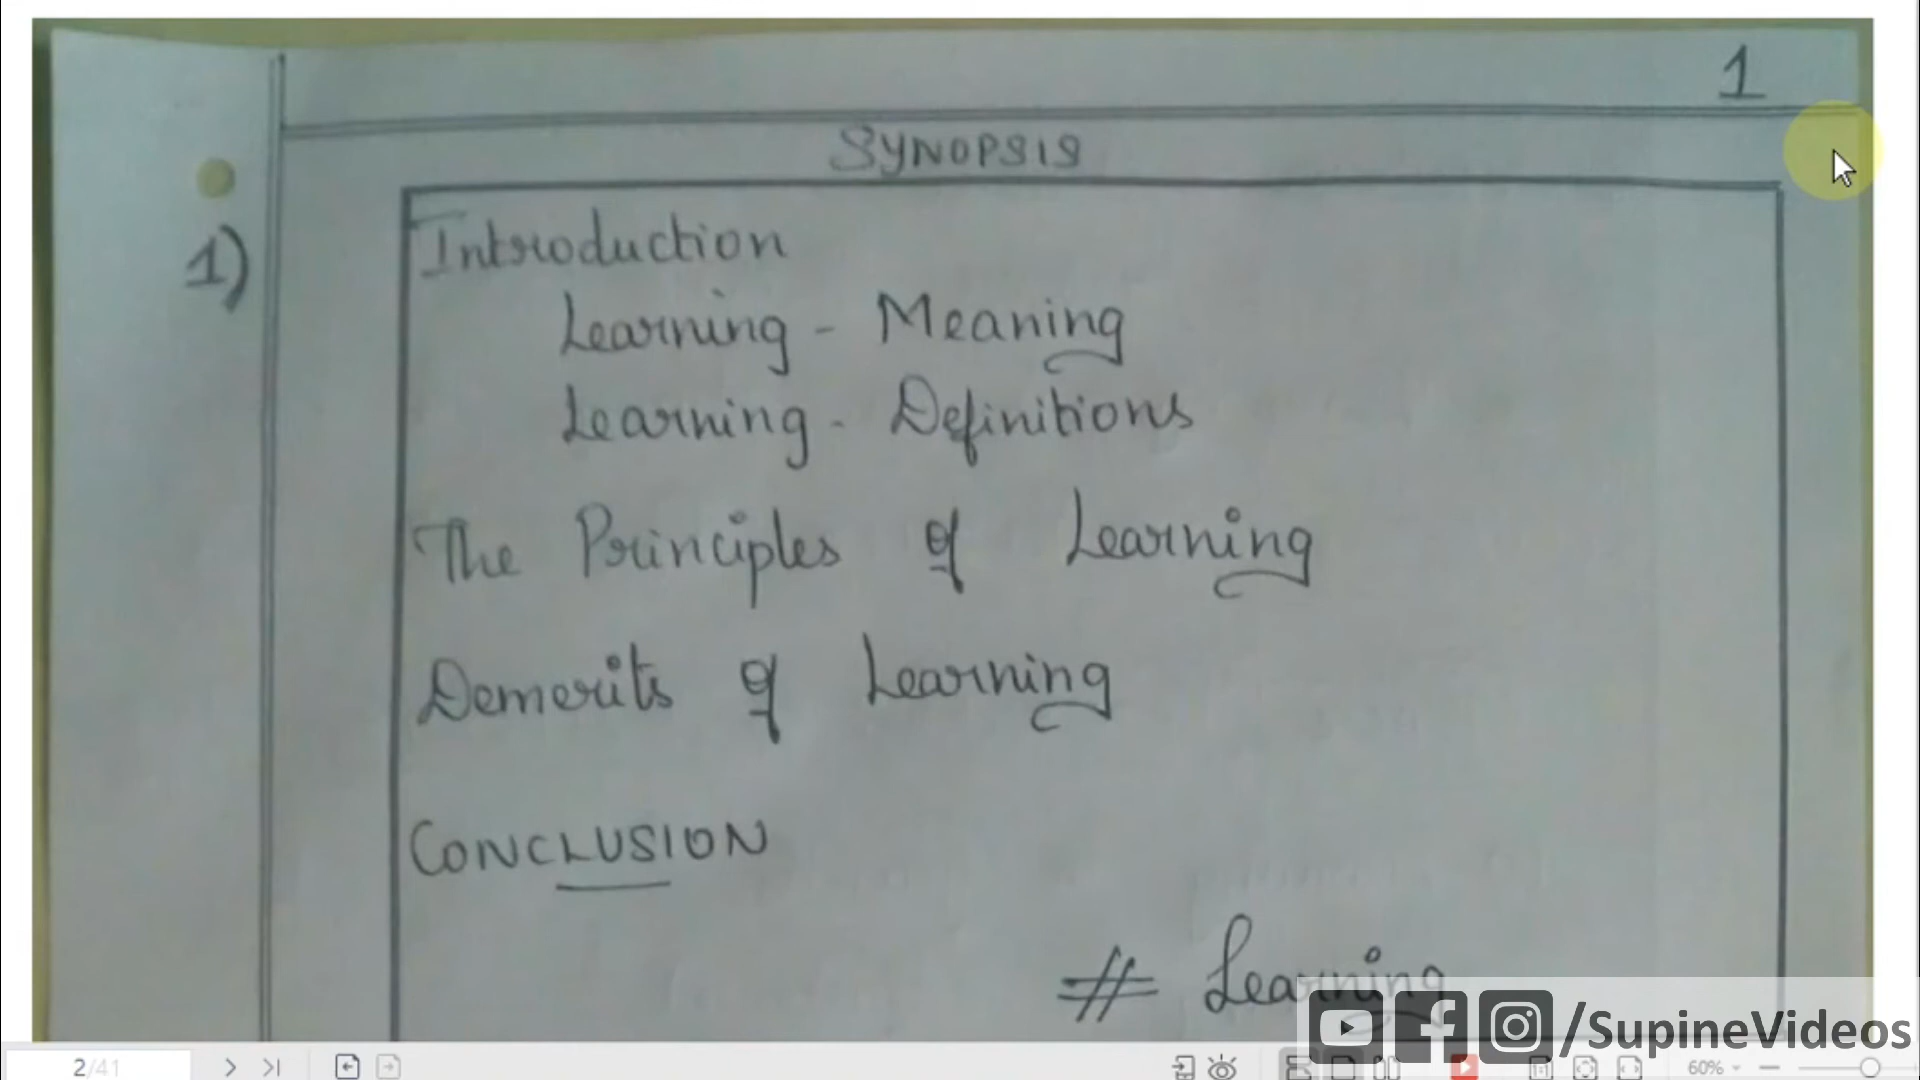 1
SYNOPSIS
1)
Introduction
Learning - Meaning
Learning - Definitions
The Principles of Learning
Demerits of Learning
CONCLUSION
# Learning
/SupineVideos
2/41
60%